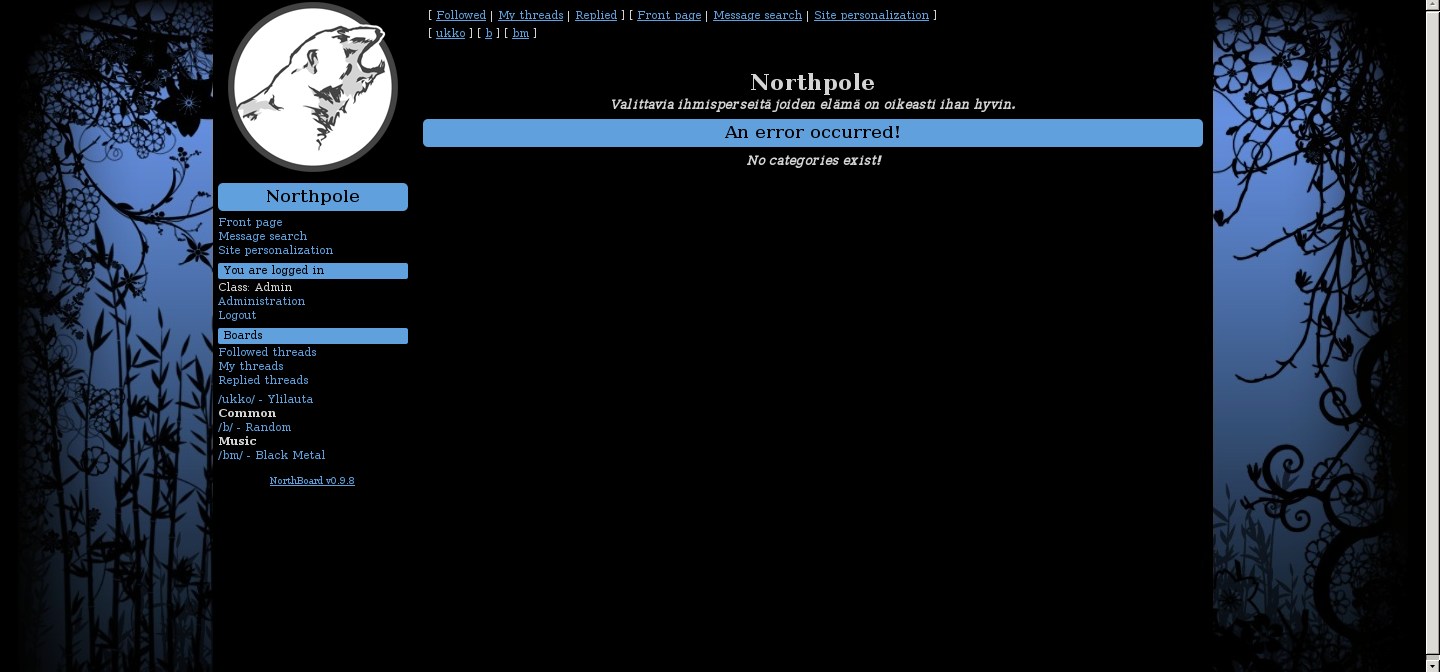 [ Followed | My threads | Replied ] [ Front page | Message search | Site personalization ]
[ ukko ] [ b ] [ bm ]
Northpole
Valittavia ihmisperseitä joiden elämä on oikeasti ihan hyvin.
An error occurred!
No categories exist!
Northpole
Front page
Message search
Site personalization
You are logged in
Class: Admin
Administration
Logout
Boards
Followed threads
My threads
Replied threads
/ukko/ - Ylilauta
Common
/b/ - Random
Music
/bm/ - Black Metal
NorthBoard v0.9.8